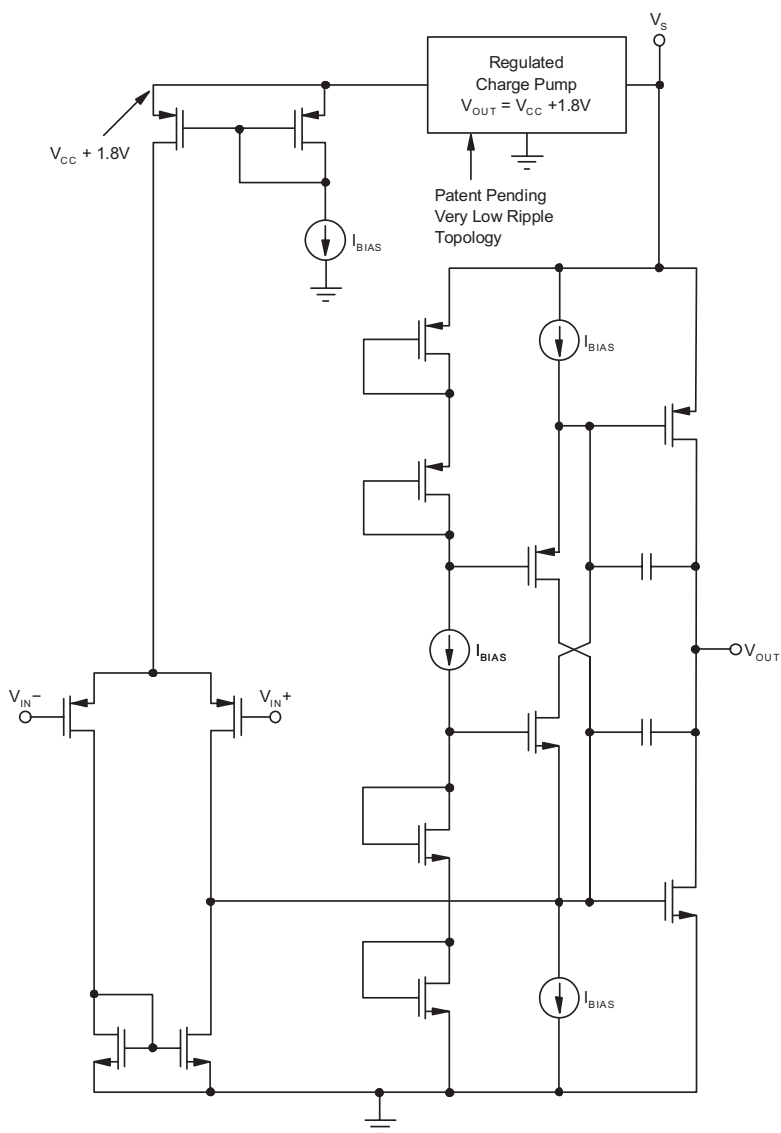 V_S
Regulated
Charge Pump
V_OUT = V_CC +1.8V
V_CC + 1.8V
Patent Pending
Very Low Ripple
Topology
I_BIAS
I_BIAS
I_BIAS
V_OUT
V_IN−
V_IN+
I_BIAS